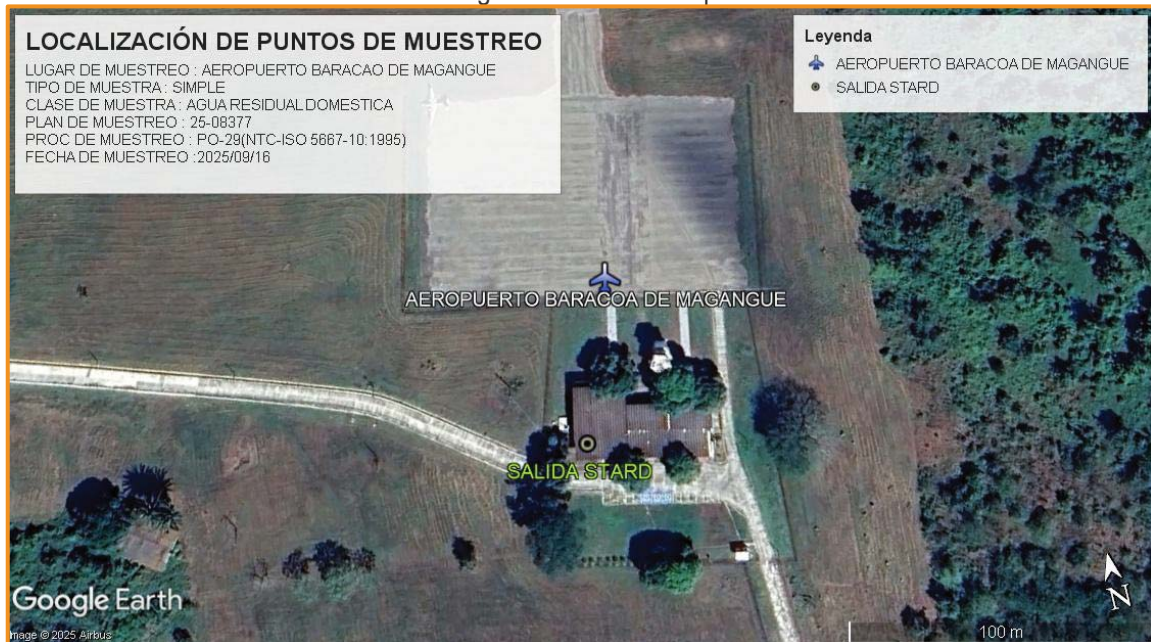 LOCALIZACIÓN DE PUNTOS DE MUESTREO
LUGAR DE MUESTREO : AEROPUERTO BARACAO DE MAGANGUE
TIPO DE MUESTRA : SIMPLE
CLASE DE MUESTRA : AGUA RESIDUAL DOMESTICA
PLAN DE MUESTREO : 25-08377
PROC DE MUESTREO : PO-29(NTC-ISO 5667-10:1995)
FECHA DE MUESTREO :2025/09/16
Leyenda
AEROPUERTO BARACOA DE MAGANGUE
SALIDA STARD
AEROPUERTO BARACOA DE MAGANGUE
SALIDA STARD
Google Earth
Image © 2025 Airbus
100 m
N